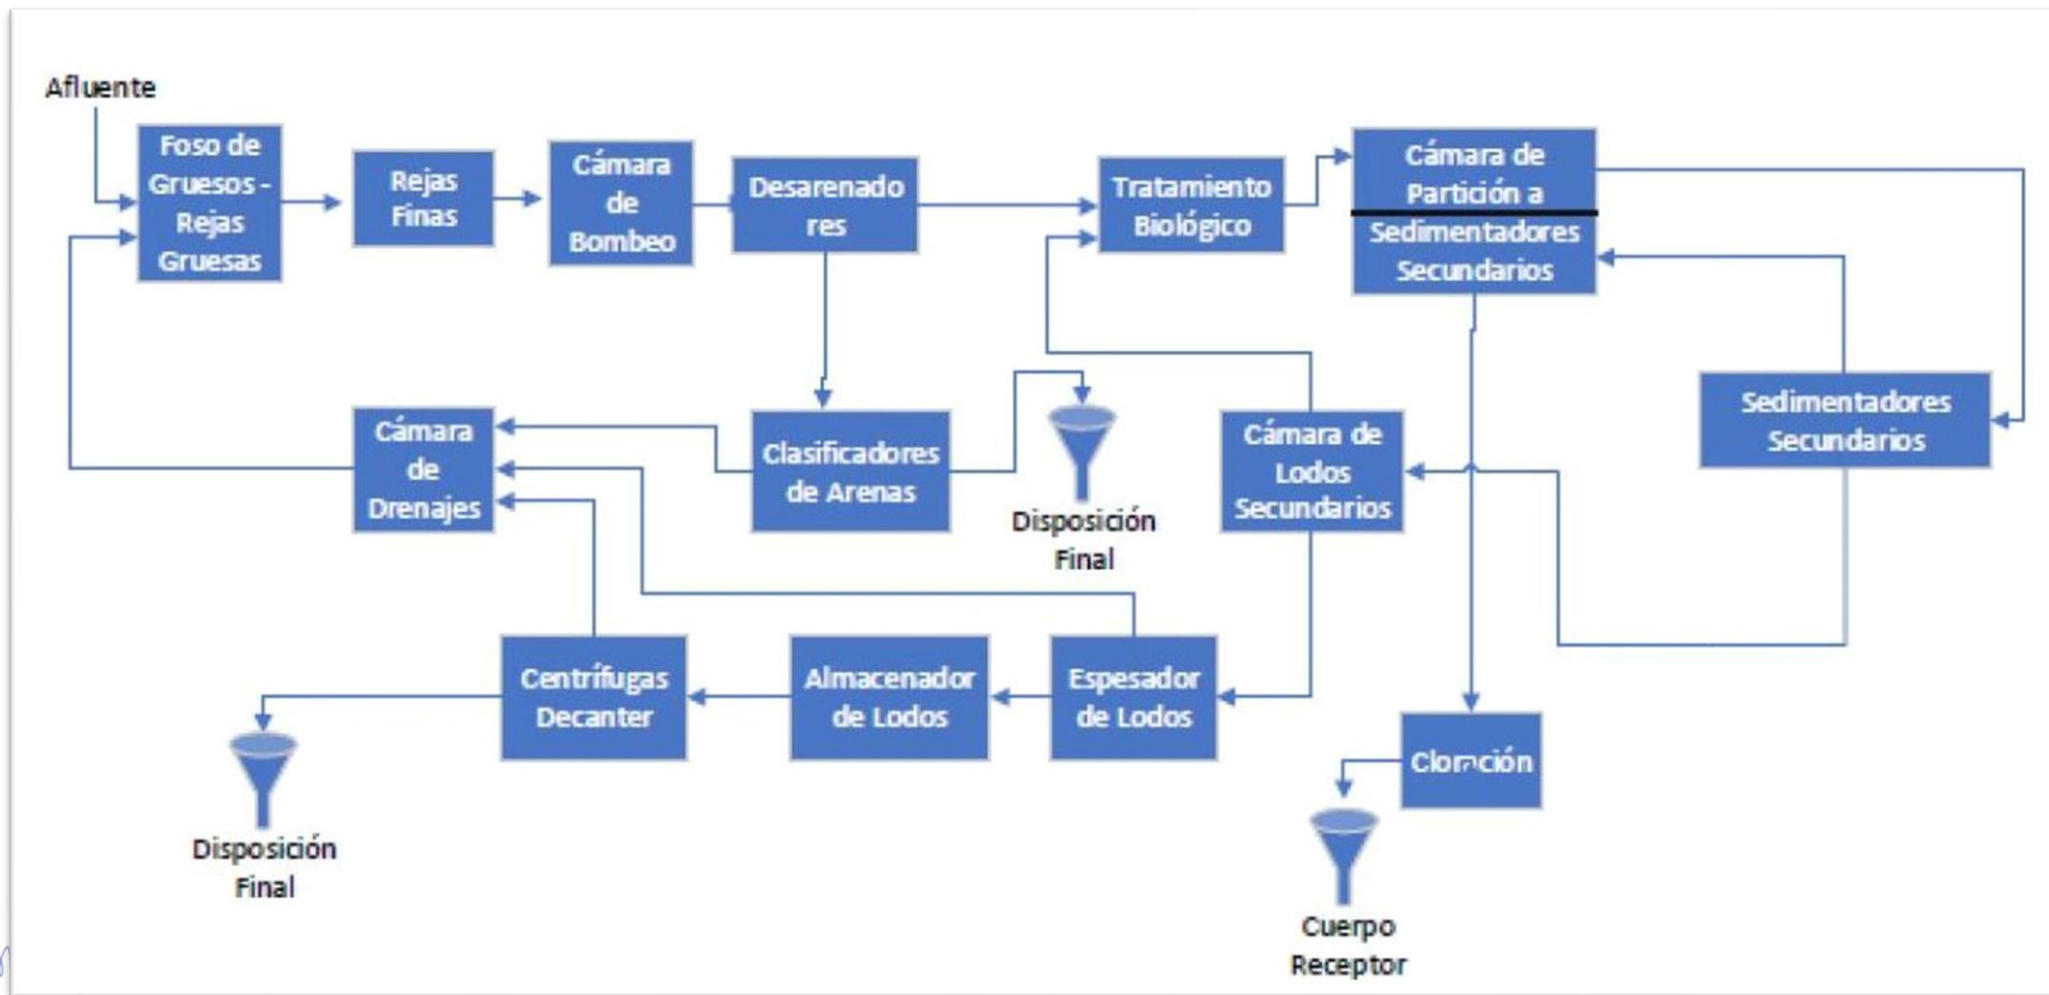 Afluente
Foso de
Gruesos -
Rejas
Gruesas
Rejas
Finas
Cámara
de
Bombeo
Desarenado
res
Tratamiento
Biológico
Cámara de
Partición a
Sedimentadores
Secundarios
Cámara
de
Drenajes
Clasificadores
de Arenas
Disposición
Final
Cámara de
Lodos
Secundarios
Sedimentadores
Secundarios
Centrífugas
Decanter
Almacenador
de Lodos
Espesador
de Lodos
Cloración
Disposición
Final
Cuerpo
Receptor